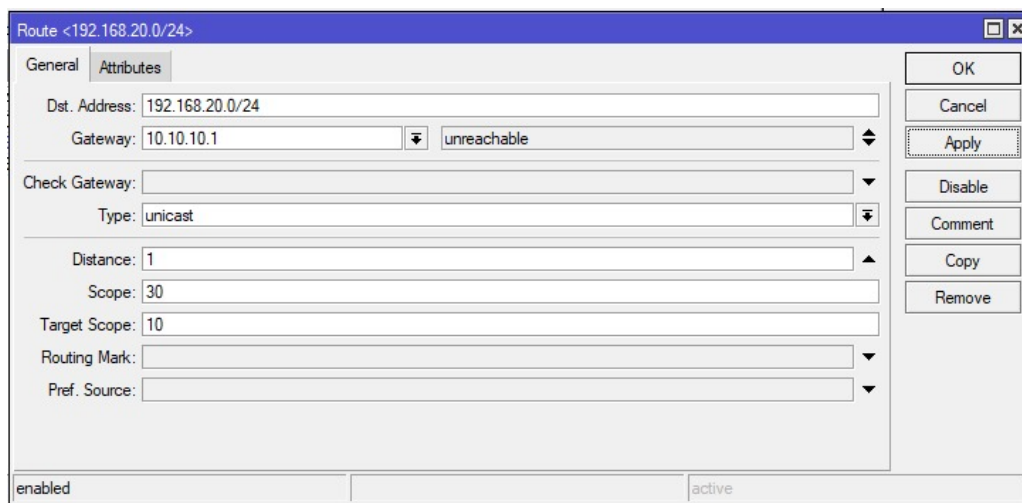 Route <192.168.20.0/24>
General Attributes
OK
Dst. Address: 192.168.20.0/24
Cancel
Gateway: 10.10.10.1 unreachable
Apply
Check Gateway:
Disable
Type: unicast
Comment
Distance: 1
Copy
Scope: 30
Remove
Target Scope: 10
Routing Mark:
Pref. Source:
enabled active